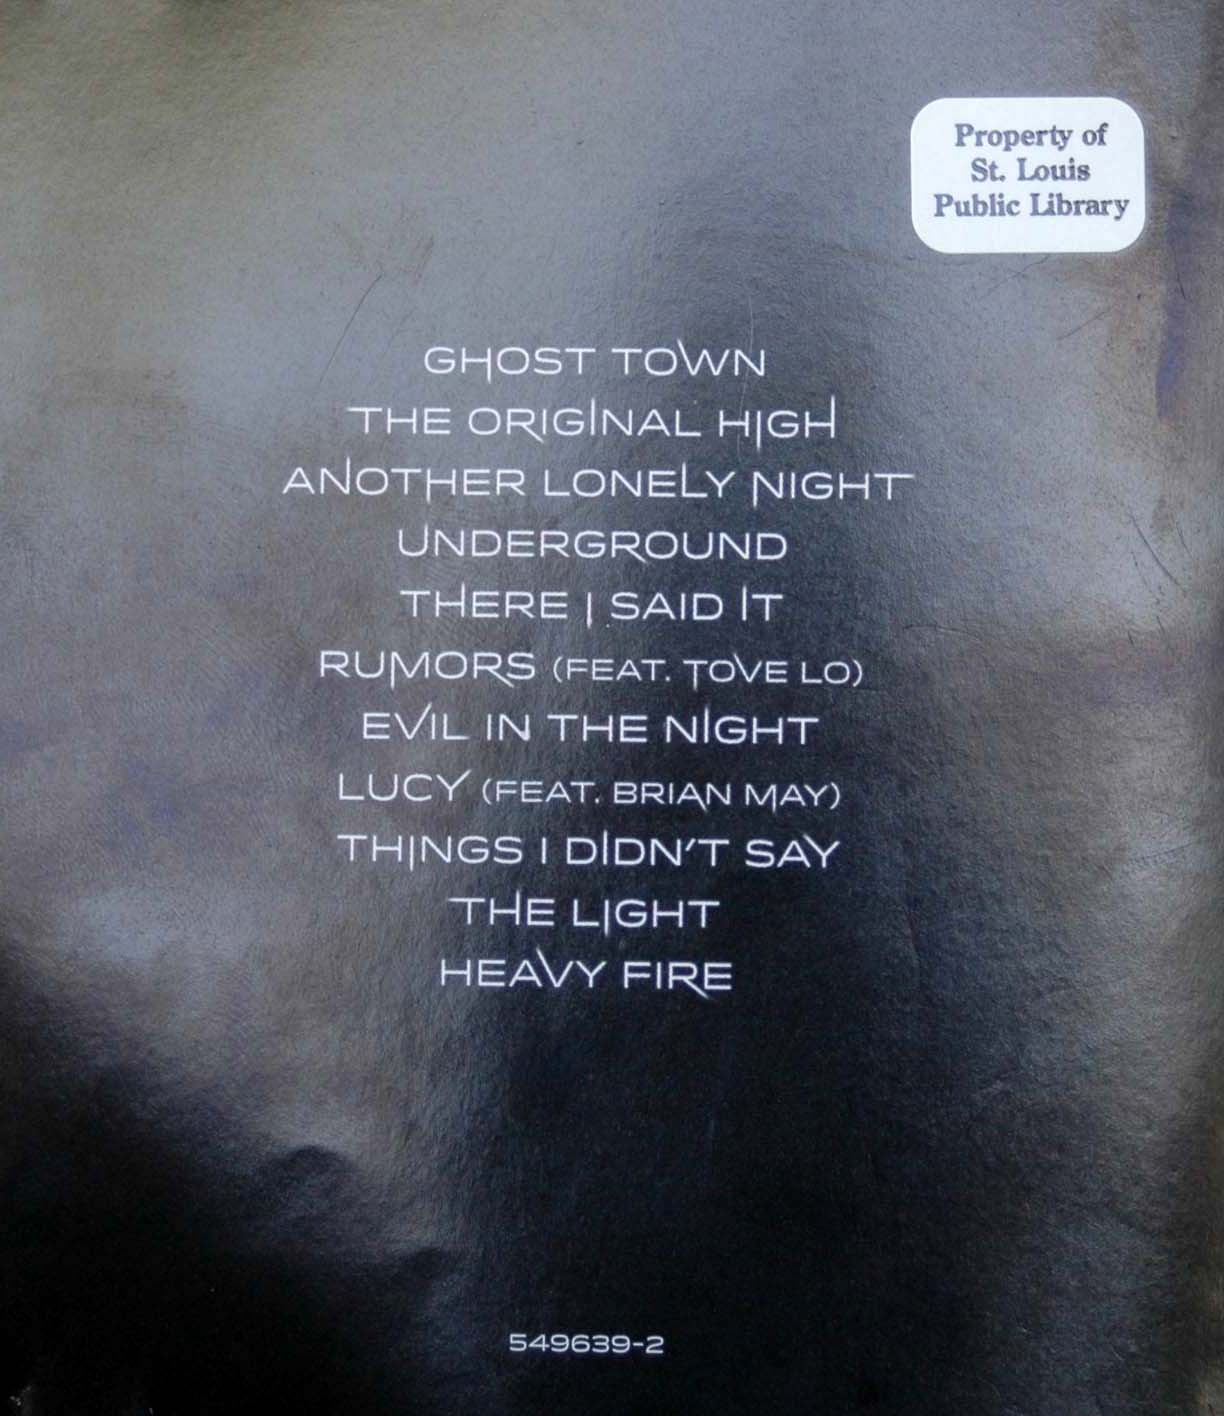 Property of
St. Louis
Public Library
GHOST TOWN
THE ORIGINAL HIGH
ANOTHER LONELY NIGHT
UNDERGROUND
THERE I SAID IT
RUMORS (FEAT. TOVE LO)
EVIL IN THE NIGHT
LUCY (FEAT. BRIAN MAY)
THINGS I DIDN'T SAY
THE LIGHT
HEAVY FIRE
549639-2